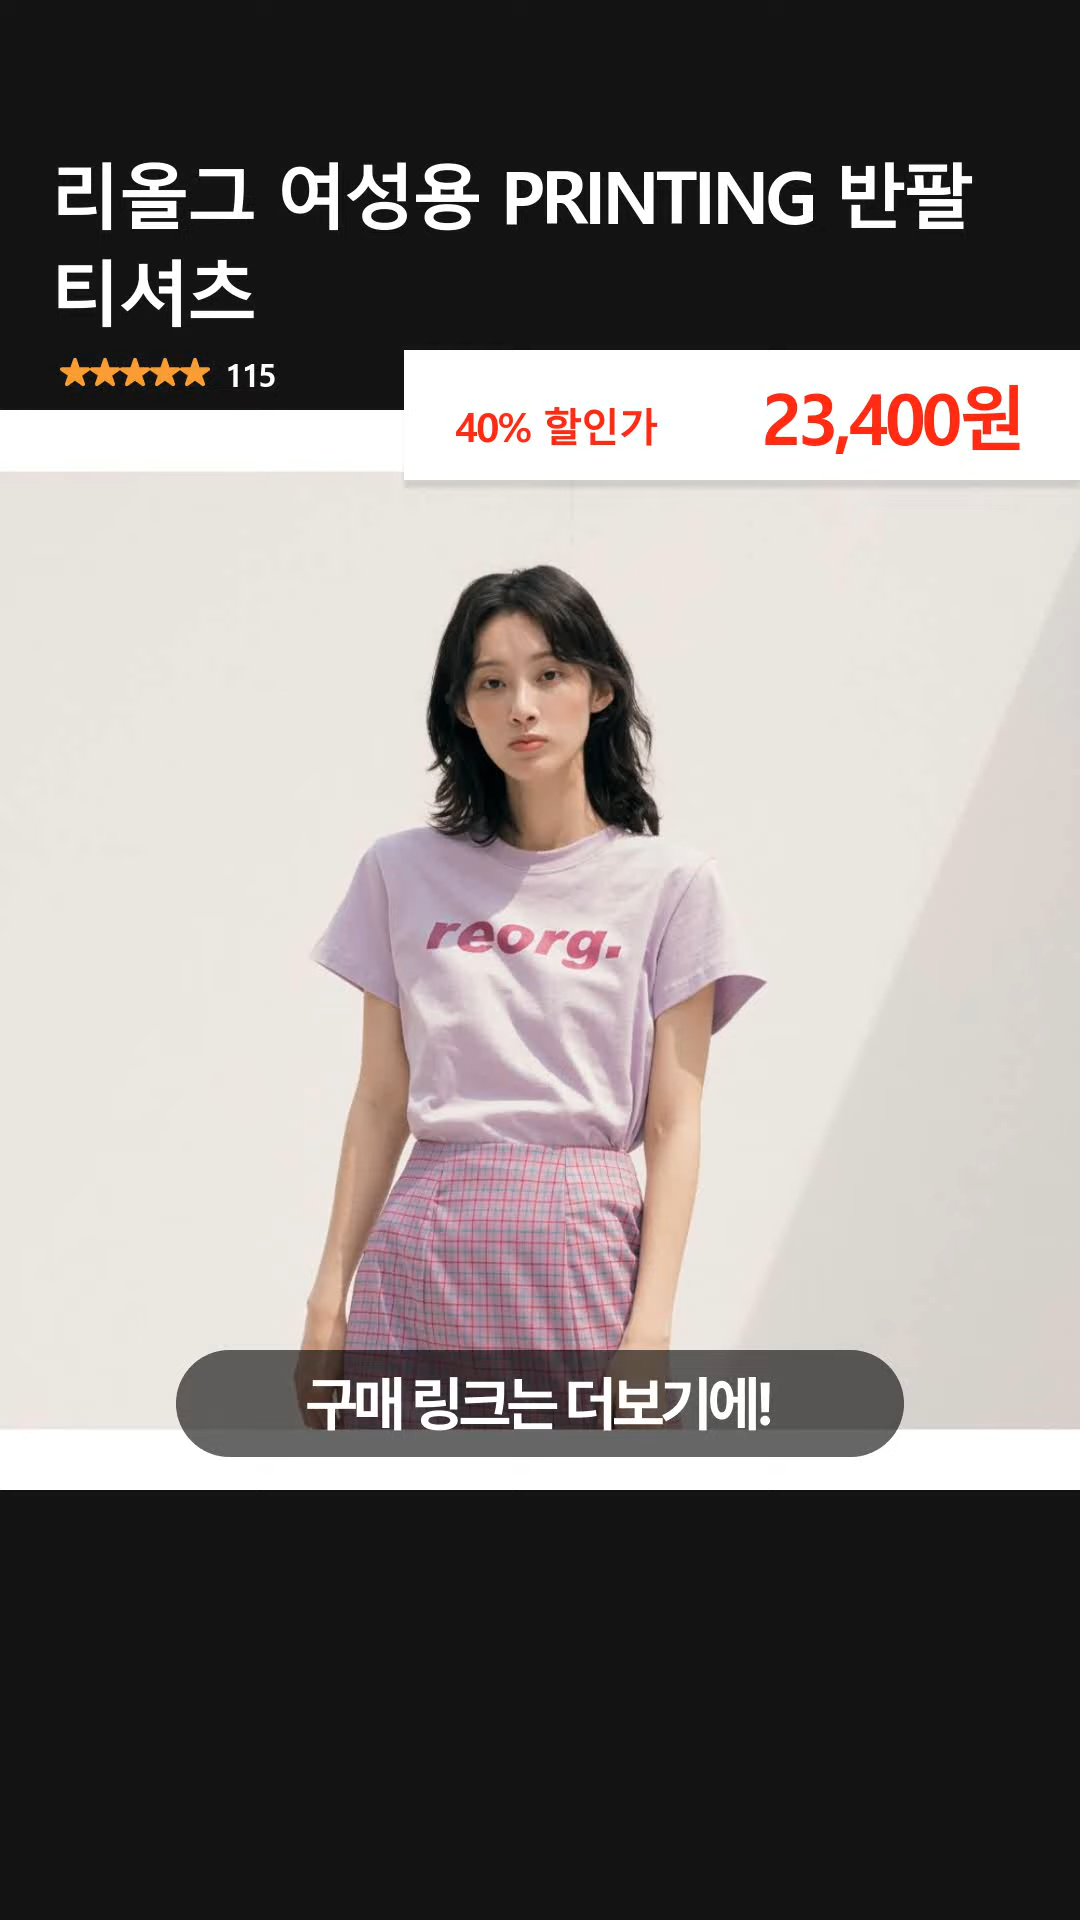 리올그 여성용 PRINTING 반팔
티셔츠
115
40% 할인가
23,400원
reorg.
구매 링크는 더보기에!